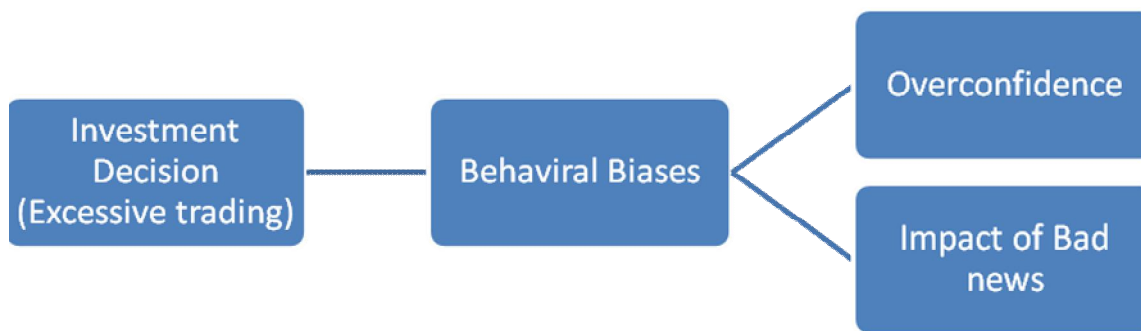 Investment
Decision
(Excessive trading)
Behaviral Biases
Overconfidence
Impact of Bad
news